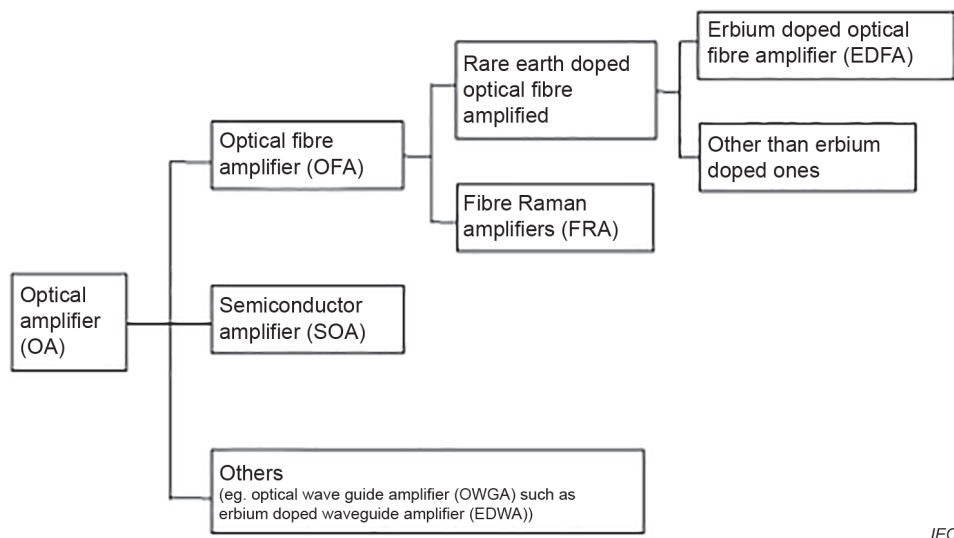 Erbium doped optical
fibre amplifier (EDFA)
Rare earth doped
optical fibre
amplified
Other than erbium
doped ones
Optical fibre
amplifier (OFA)
Fibre Raman
amplifiers (FRA)
Optical
amplifier
(OA)
Semiconductor
amplifier (SOA)
Others
(eg. optical wave guide amplifier (OWGA) such as
erbium doped waveguide amplifier (EDWA))
IEC